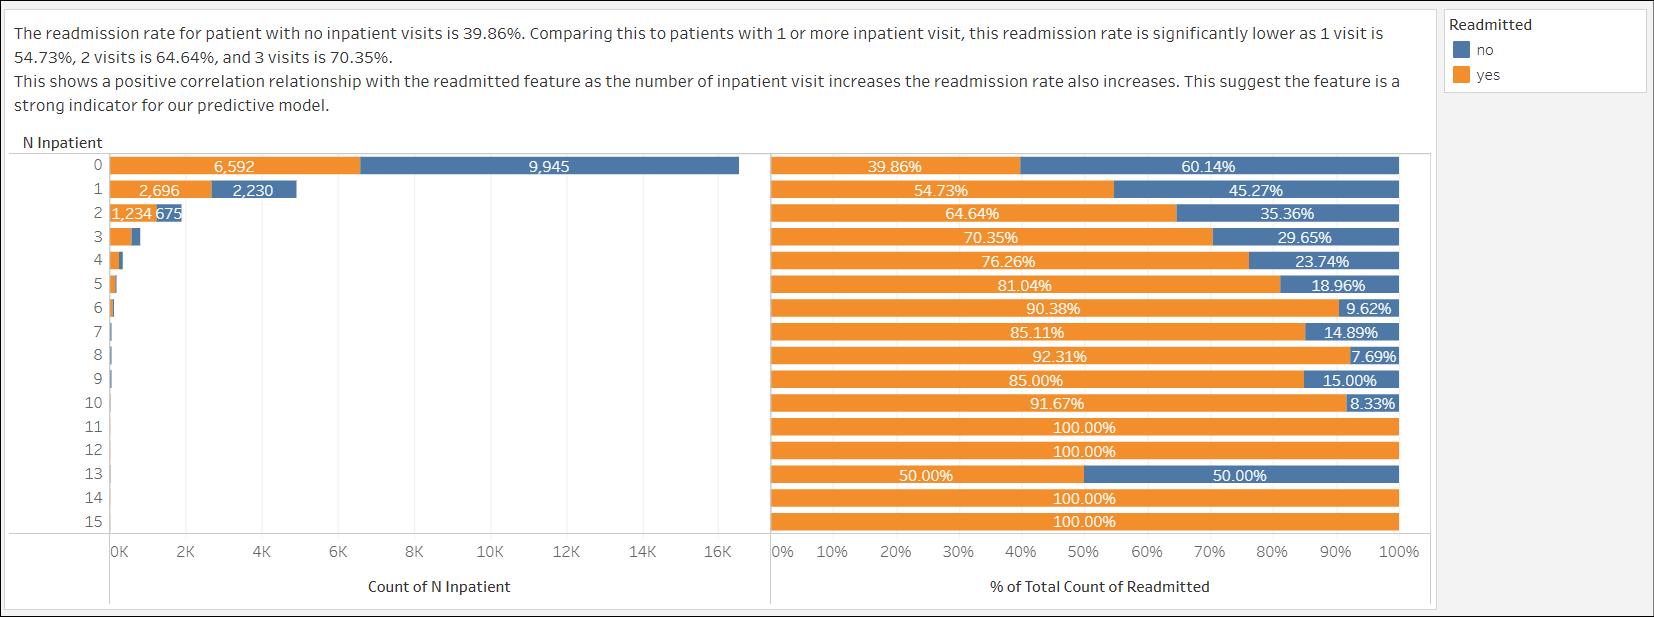 The readmission rate for patient with no inpatient visits is 39.86%. Comparing this to patients with 1 or more inpatient visit, this readmission rate is significantly lower as 1 visit is
54.73%, 2 visits is 64.64%, and 3 visits is 70.35%.
This shows a positive correlation relationship with the readmitted feature as the number of inpatient visit increases the readmission rate also increases. This suggest the feature is a
strong indicator for our predictive model.
Readmitted
no
yes
N Inpatient
0 6,592 9,945 39.86% 60.14%
1 2,696 2,230 54.73% 45.27%
2 1,234 675 64.64% 35.36%
3 70.35% 29.65%
4 76.26% 23.74%
5 81.04% 18.96%
6 90.38% 9.62%
7 85.11% 14.89%
8 92.31% 7.69%
9 85.00% 15.00%
10 91.67% 8.33%
11 100.00%
12 100.00%
13 50.00% 50.00%
14 100.00%
15 100.00%
0K 2K 4K 6K 8K 10K 12K 14K 16K 0% 10% 20% 30% 40% 50% 60% 70% 80% 90% 100%
Count of N Inpatient % of Total Count of Readmitted